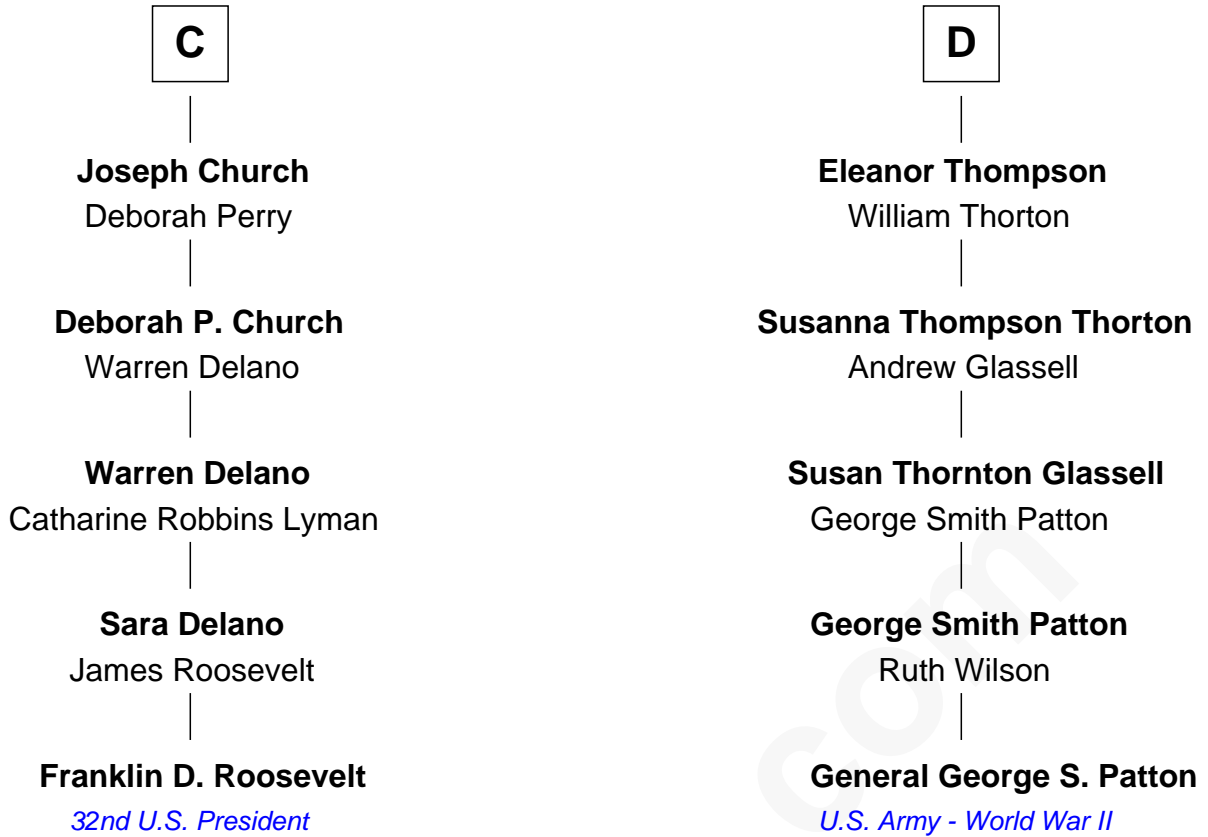 C
Joseph Church
Deborah Perry
Deborah P. Church
Warren Delano
Warren Delano
Catharine Robbins Lyman
Sara Delano
James Roosevelt
Franklin D. Roosevelt
32nd U.S. President
D
Eleanor Thompson
William Thorton
Susanna Thompson Thorton
Andrew Glassell
Susan Thornton Glassell
George Smith Patton
George Smith Patton
Ruth Wilson
General George S. Patton
U.S. Army - World War II
com